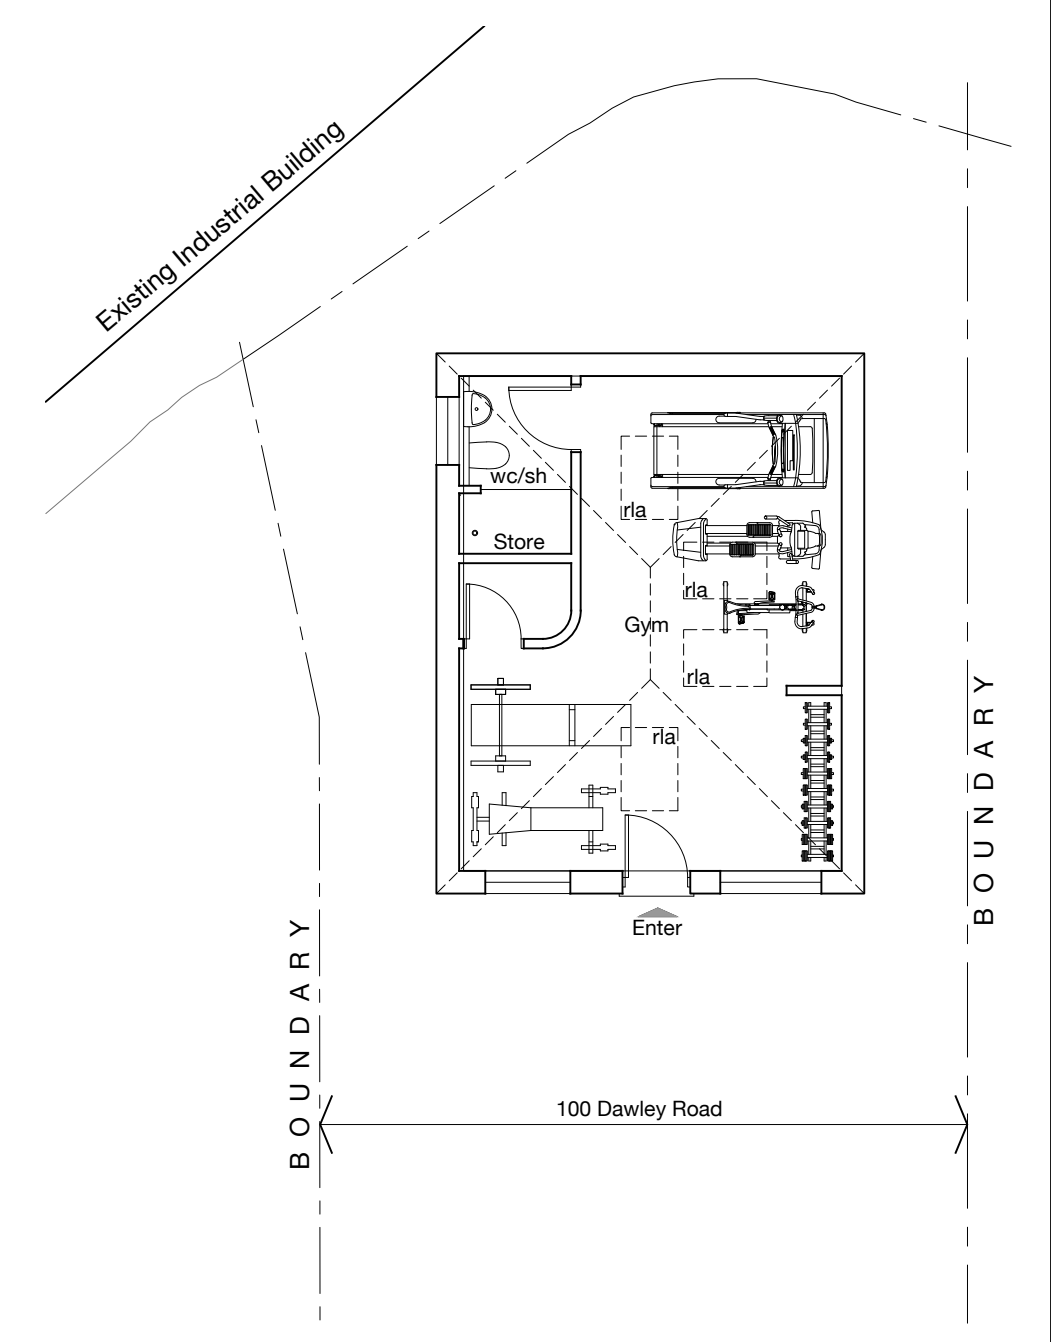 Existing Industrial Building
wc/sh
rla
Store
rla
Gym
rla
rla
BOUNDARY
Enter
BOUNDARY
100 Dawley Road